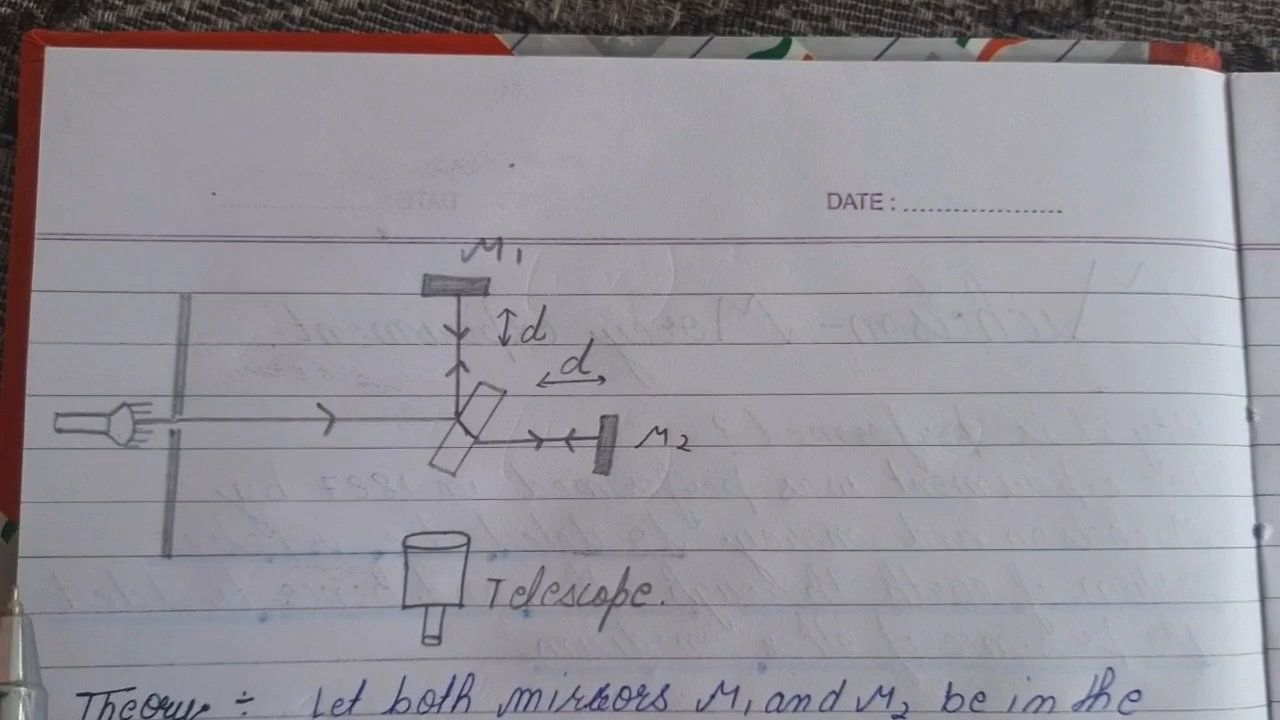 DATE : ........................
M1
d
d
M2
Telescope.
Theory ÷ Let both mirrors M1 and M2 be in the